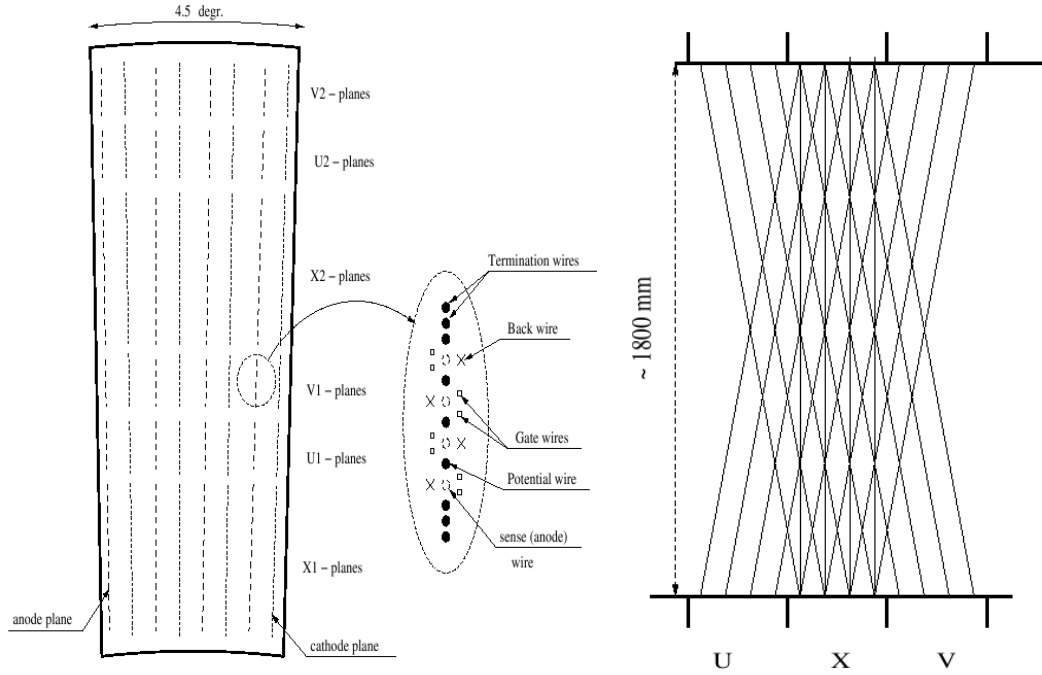 4.5 degr.
V2 – planes
U2 – planes
X2 – planes
V1 – planes
U1 – planes
X1 – planes
anode plane
cathode plane
Termination wires
Back wire
Gate wires
Potential wire
sense (anode)
wire
~ 1800 mm
U X V